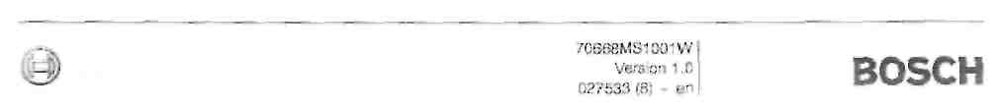 70668MS1001W
Version 1.0
027533 (8) - en
BOSCH